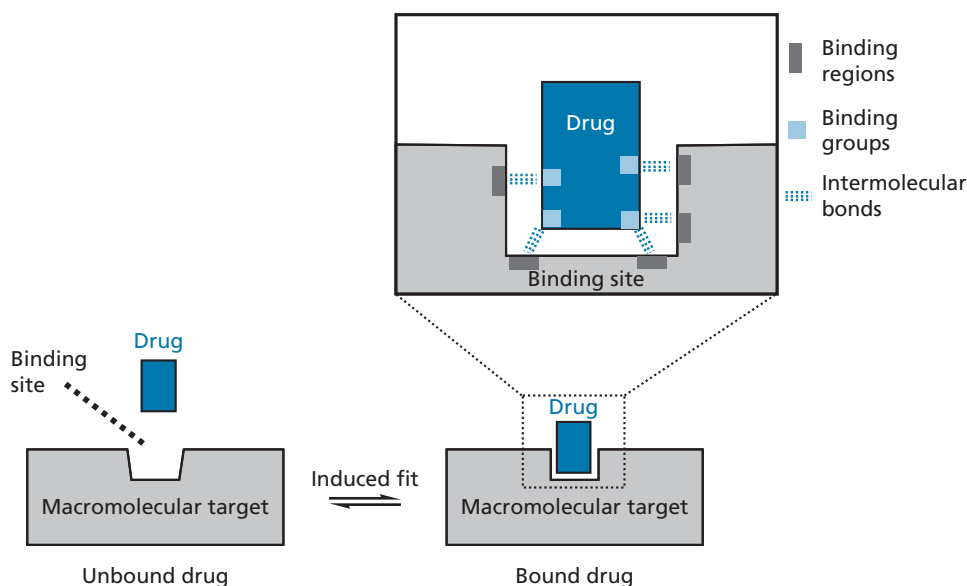 Drug
Binding site
Binding
regions
Binding
groups
Intermolecular
bonds
Binding
site
Drug
Macromolecular target
Unbound drug
Induced fit
Drug
Macromolecular target
Bound drug